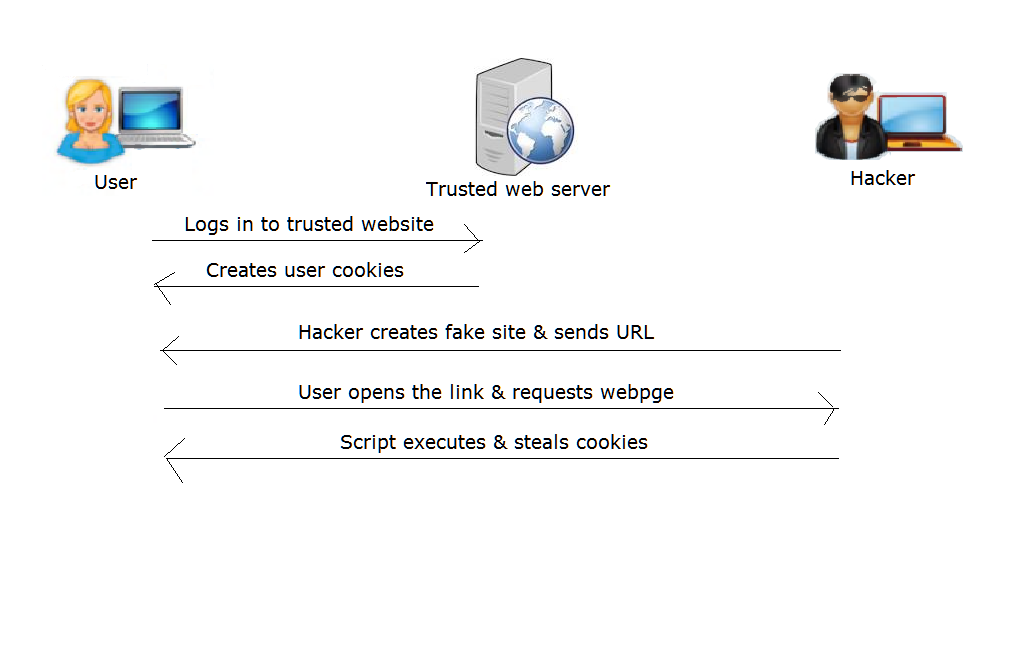 User
Trusted web server
Hacker
Logs in to trusted website
Creates user cookies
Hacker creates fake site & sends URL
User opens the link & requests webpge
Script executes & steals cookies